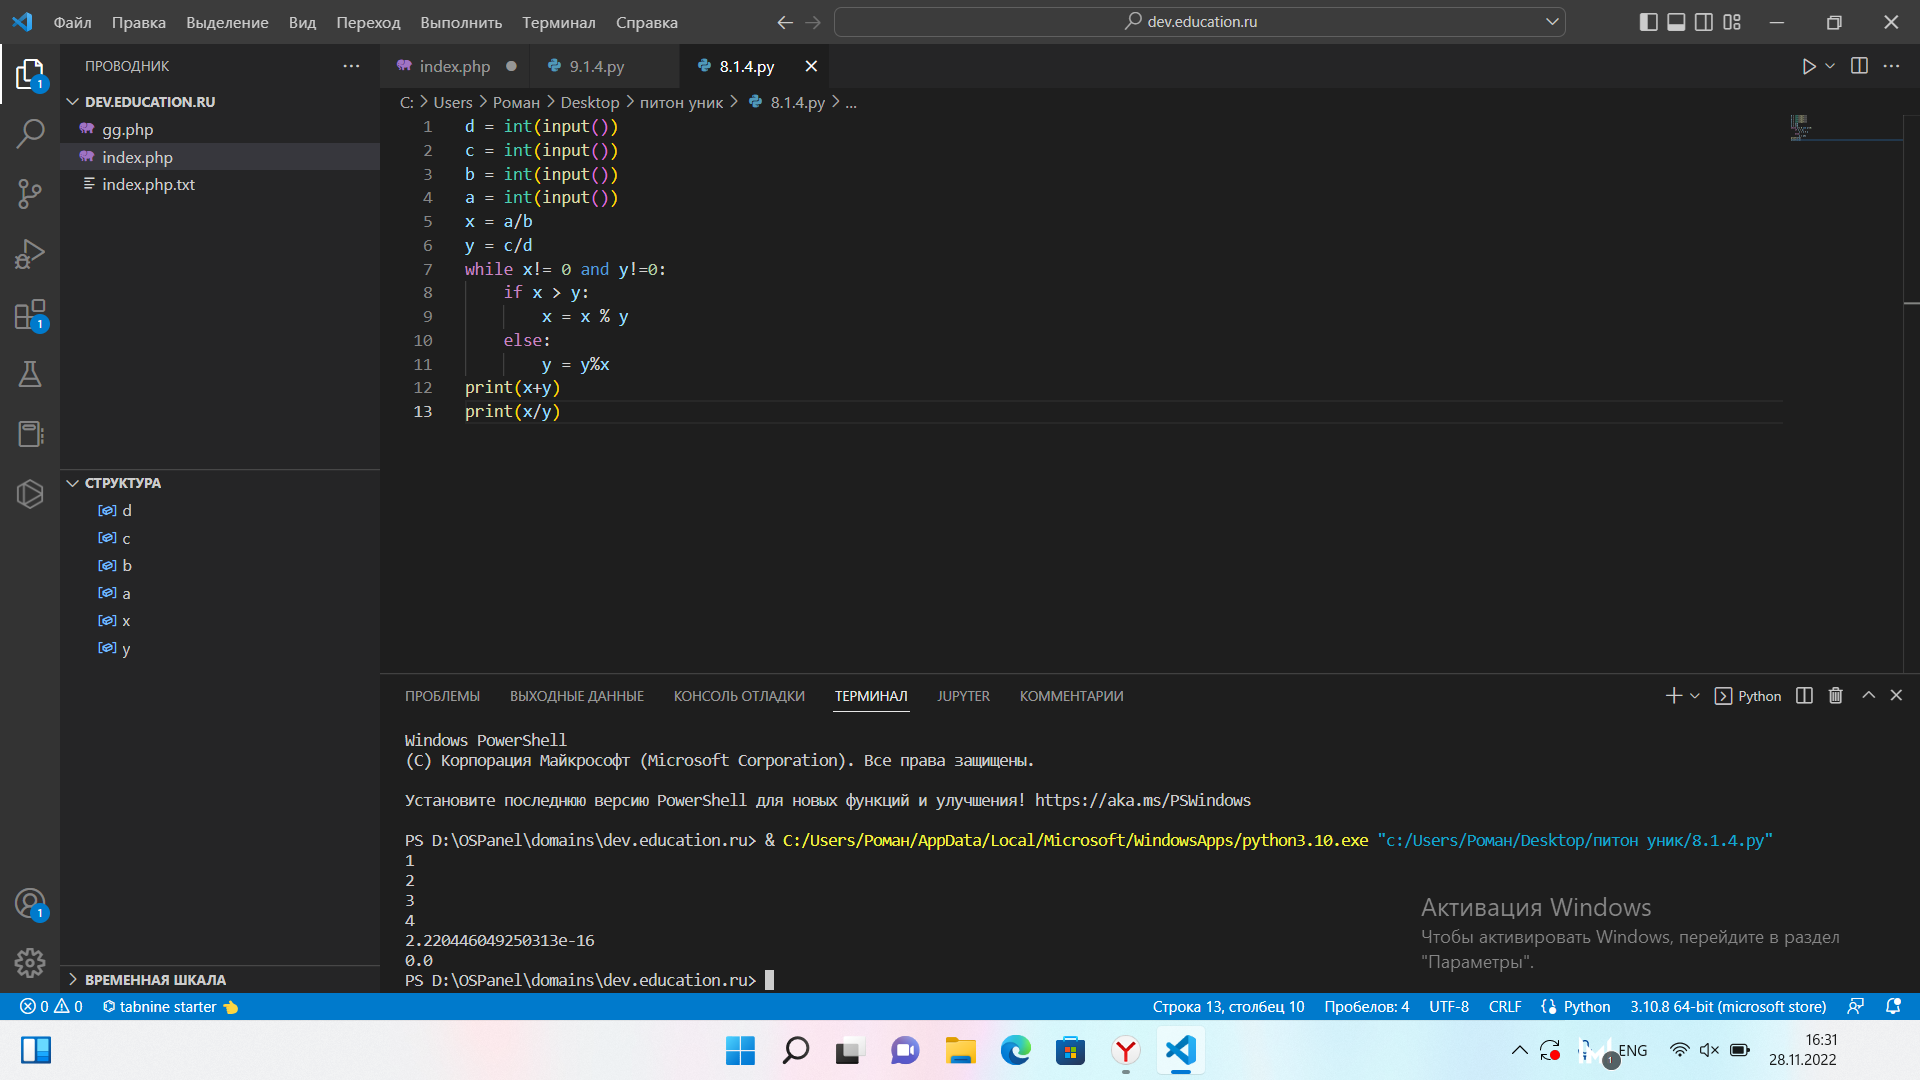 Файл Правка Выделение Вид Переход Выполнить Терминал Справка
dev.education.ru
ПРОВОДНИК
DEV.EDUCATION.RU
gg.php
index.php
index.php.txt
СТРУКТУРА
d
c
b
a
x
y
ВРЕМЕННАЯ ШКАЛА
1
1
1
index.php
9.1.4.py
8.1.4.py
C: > Users > Роман > Desktop > питон уник > 8.1.4.py > ...
1 d = int(input())
2 c = int(input())
3 b = int(input())
4 a = int(input())
5 x = a/b
6 y = c/d
7 while x!= 0 and y!=0:
8 if x > y:
9 x = x % y
10 else:
11 y = y%x
12 print(x+y)
13 print(x/y)
ПРОБЛЕМЫ ВЫХОДНЫЕ ДАННЫЕ КОНСОЛЬ ОТЛАДКИ ТЕРМИНАЛ JUPYTER КОММЕНТАРИИ
Python
Windows PowerShell
(C) Корпорация Майкрософт (Microsoft Corporation). Все права защищены.
Установите последнюю версию PowerShell для новых функций и улучшения! https://aka.ms/PSWindows
PS D:\OSPanel\domains\dev.education.ru> & C:/Users/Роман/AppData/Local/Microsoft/WindowsApps/python3.10.exe "c:/Users/Роман/Desktop/питон уник/8.1.4.py"
1
2
3
4
2.220446049250313e-16
0.0
PS D:\OSPanel\domains\dev.education.ru>
Активация Windows
Чтобы активировать Windows, перейдите в раздел
"Параметры".
0 0 tabnine starter
Строка 13, столбец 10 Пробелов: 4 UTF-8 CRLF Python 3.10.8 64-bit (microsoft store)
1
ENG
16:31
28.11.2022